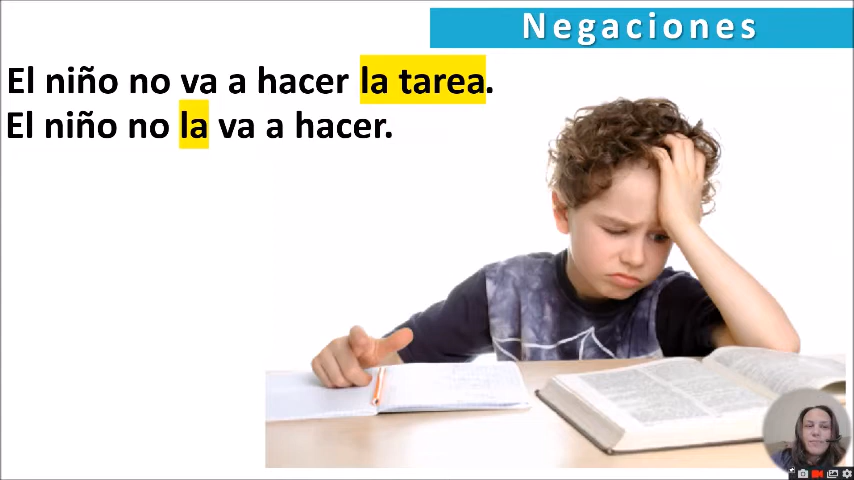 Negaciones
El niño no va a hacer la tarea.
El niño no la va a hacer.